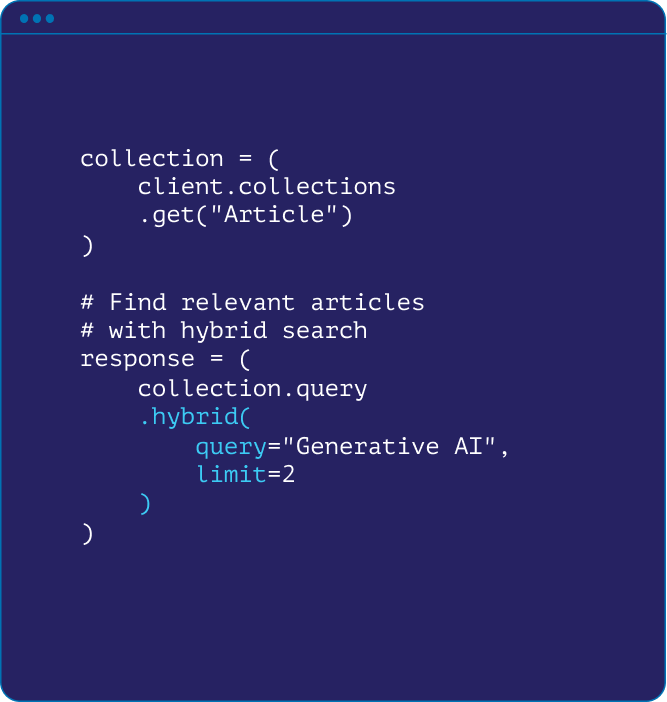 collection = (
    client.collections
    .get("Article")
)

# Find relevant articles
# with hybrid search
response = (
    collection.query
    .hybrid(
        query="Generative AI",
        limit=2
    )
)